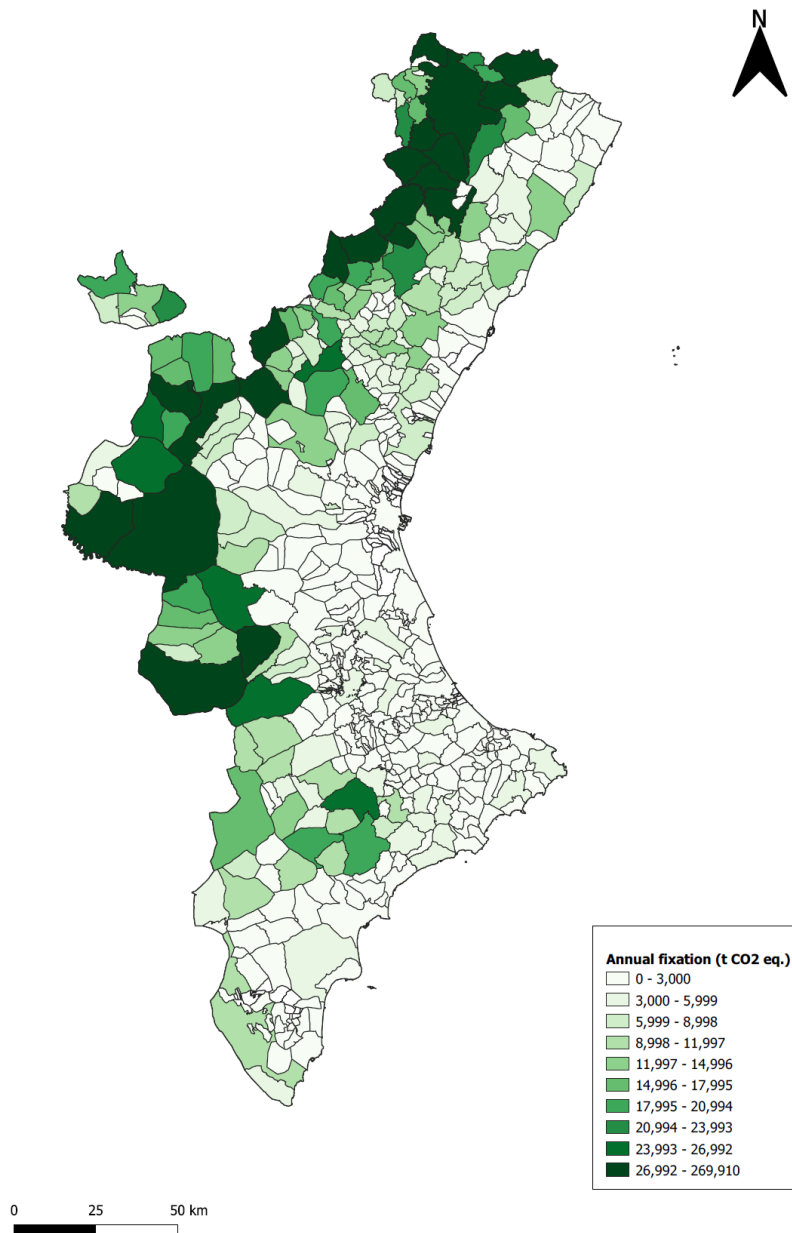 N
Annual fixation (t CO2 eq.)
0 - 3,000
3,000 - 5,999
5,999 - 8,998
8,998 - 11,997
11,997 - 14,996
14,996 - 17,995
17,995 - 20,994
20,994 - 23,993
23,993 - 26,992
26,992 - 269,910
0 25 50 km